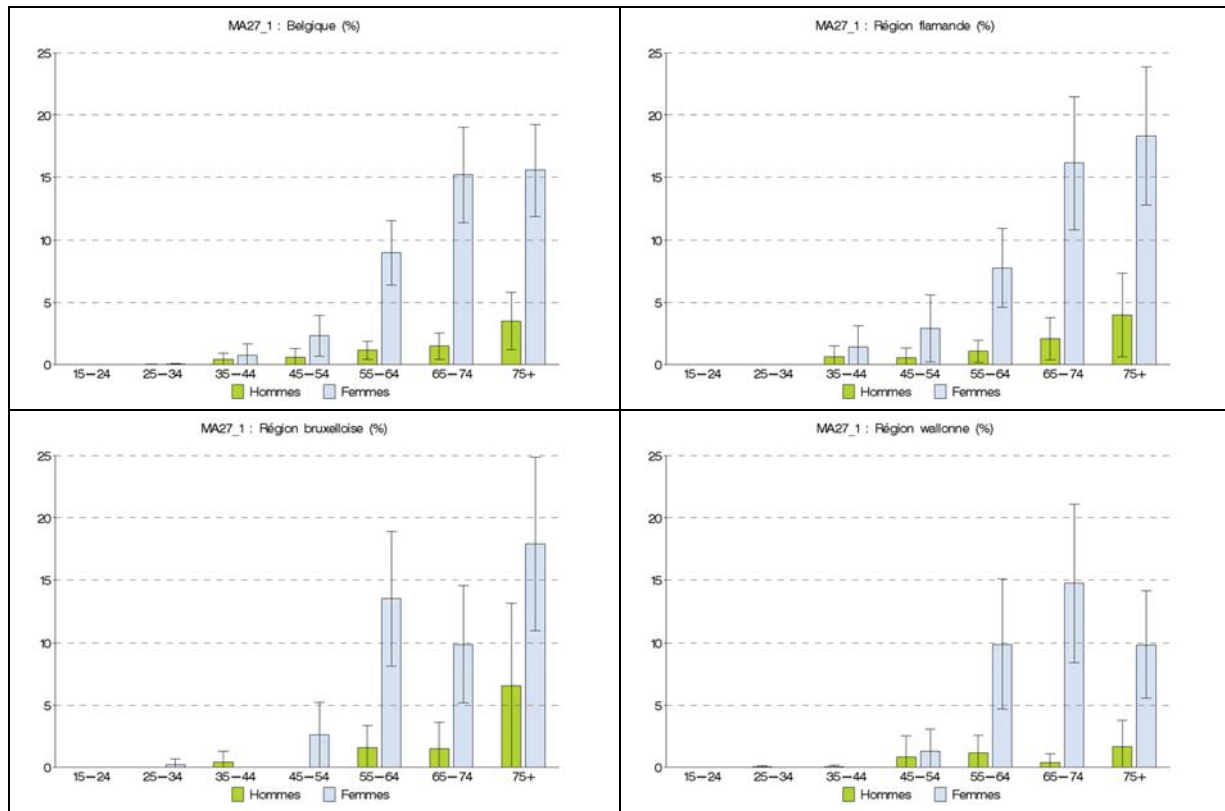 MA27_1 : Belgique (%)
25
20
15
10
5
0
15–24 25–34 35–44 45–54 55–64 65–74 75+
Hommes Femmes
MA27_1 : Région flamande (%)
25
20
15
10
5
0
15–24 25–34 35–44 45–54 55–64 65–74 75+
Hommes Femmes
MA27_1 : Région bruxelloise (%)
25
20
15
10
5
0
15–24 25–34 35–44 45–54 55–64 65–74 75+
Hommes Femmes
MA27_1 : Région wallonne (%)
25
20
15
10
5
0
15–24 25–34 35–44 45–54 55–64 65–74 75+
Hommes Femmes